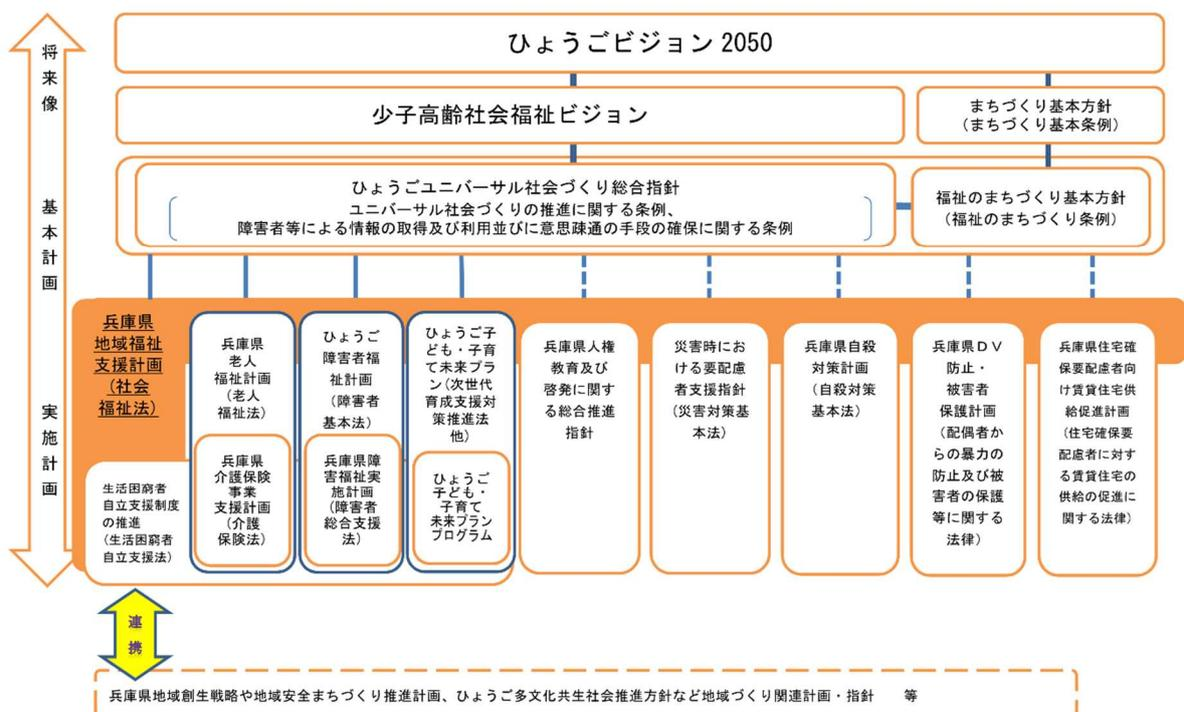 将来像
基本計画
実施計画
ひょうごビジョン 2050
少子高齢社会福祉ビジョン
まちづくり基本方針
(まちづくり基本条例)
ひょうごユニバーサル社会づくり総合指針
ユニバーサル社会づくりの推進に関する条例、
障害者等による情報の取得及び利用並びに意思疎通の手段の確保に関する条例
福祉のまちづくり基本方針
(福祉のまちづくり条例)
兵庫県
地域福祉
支援計画
(社会
福祉法)
生活困窮者
自立支援制度
の推進
(生活困窮者
自立支援法)
兵庫県
老人
福祉計画
(老人
福祉法)
兵庫県
介護保険
事業
支援計画
(介護
保険法)
ひょうご
障害者福
祉計画
(障害者
基本法)
兵庫県障
害福祉実
施計画
(障害者
総合支援
法)
ひょうご子
ども・子育
て未来プラ
ン(次世代
育成支援対
策推進法
他)
ひょうご
子ども・
子育て
未来プラン
プログラム
兵庫県人権
教育及び
啓発に関す
る総合推進
指針
災害時にお
ける要配慮
者支援指針
(災害対策基
本法)
兵庫県自殺
対策計画
(自殺対策
基本法)
兵庫県DV
防止・
被害者
保護計画
(配偶者か
らの暴力の
防止及び被
害者の保護
等に関する
法律)
兵庫県住宅確
保要配慮者向
け賃貸住宅供
給促進計画
(住宅確保要
配慮者に対す
る賃貸住宅の
供給の促進に
関する法律)
連携
兵庫県地域創生戦略や地域安全まちづくり推進計画、ひょうご多文化共生社会推進方針など地域づくり関連計画・指針 等